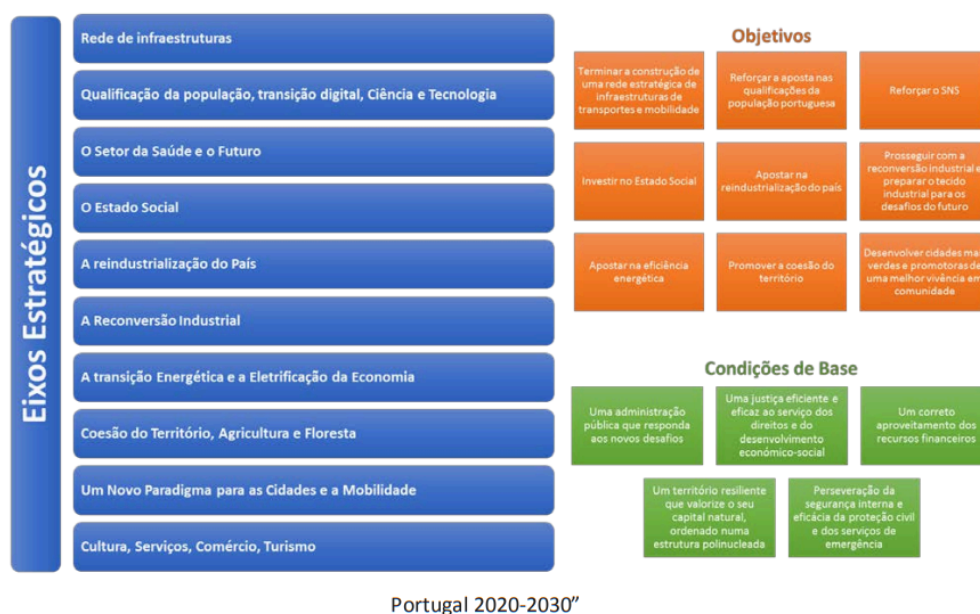 Eixos Estratégicos
Rede de infraestruturas
Qualificação da população, transição digital, Ciência e Tecnologia
O Setor da Saúde e o Futuro
O Estado Social
A reindustrialização do País
A Reconversão Industrial
A transição Energética e a Eletrificação da Economia
Coesão do Território, Agricultura e Floresta
Um Novo Paradigma para as Cidades e a Mobilidade
Cultura, Serviços, Comércio, Turismo
Objetivos
Terminar a construção de
uma rede estratégica de
infraestruturas de
transportes e mobilidade
Reforçar a aposta nas
qualificações da
população portuguesa
Reforçar o SNS
Investir no Estado Social
Apostar na
reindustrialização do país
Prosseguir com a
reconversão industrial e
preparar o tecido
industrial para os
desafios do futuro
Apostar na eficiência
energética
Promover a coesão do
território
Desenvolver cidades mai
verdes e promotoras de
uma melhor vivência em
comunidade
Condições de Base
Uma administração
pública que responda
aos novos desafios
Uma justiça eficiente e
eficaz ao serviço dos
direitos e do
desenvolvimento
económico-social
Um correto
aproveitamento dos
recursos financeiros
Um território resiliente
que valorize o seu
capital natural,
ordenado numa
estrutura polinucleada
Perseveração da
segurança interna e
eficácia da proteção civil
e dos serviços de
emergência
Portugal 2020-2030”